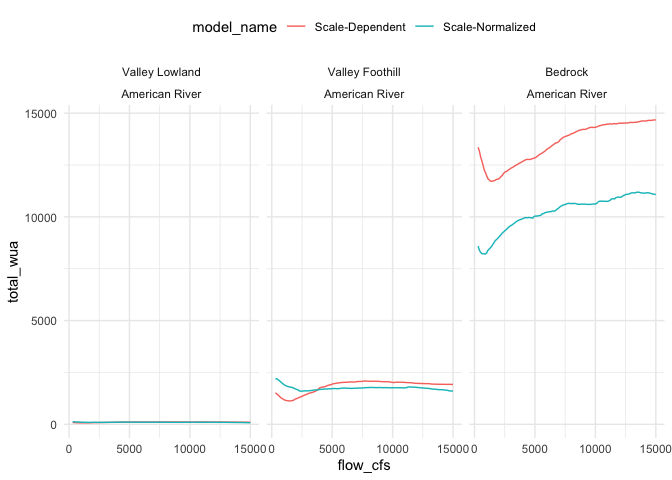 model_name Scale-Dependent Scale-Normalized
Valley Lowland Valley Foothill Bedrock
American River American River American River
15000
10000
5000
0
total_wua
0 5000 10000 15000 0 5000 10000 15000 0 5000 10000 15000
flow_cfs